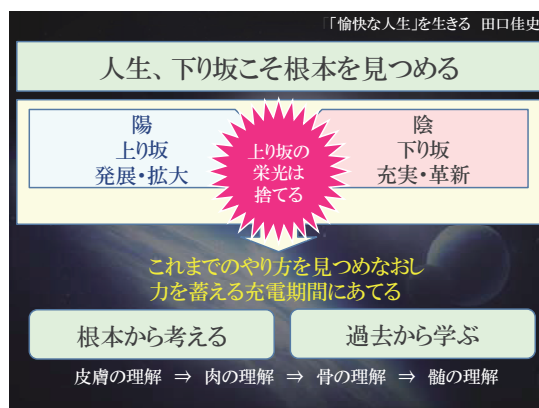 「「愉快な人生」を生きる 田口佳史
人生、下り坂こそ根本を見つめる
陽
上り坂
発展・拡大
上り坂の
栄光は
捨てる
陰
下り坂
充実・革新
これまでのやり方を見つめなおし
力を蓄える充電期間にあてる
根本から考える
過去から学ぶ
皮膚の理解 ⇒ 肉の理解 ⇒ 骨の理解 ⇒ 髄の理解